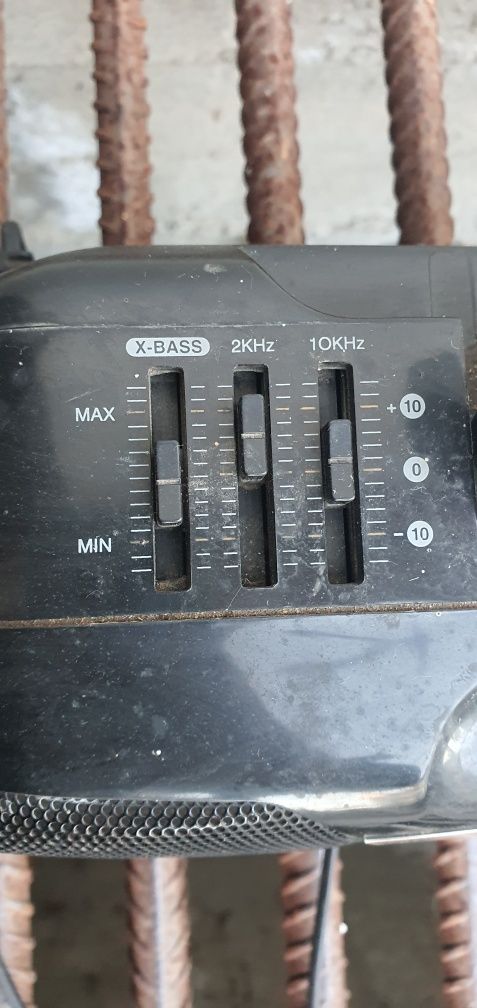 X-BASS 2KHz 10KHz
MAX + 10
0
MIN - 10